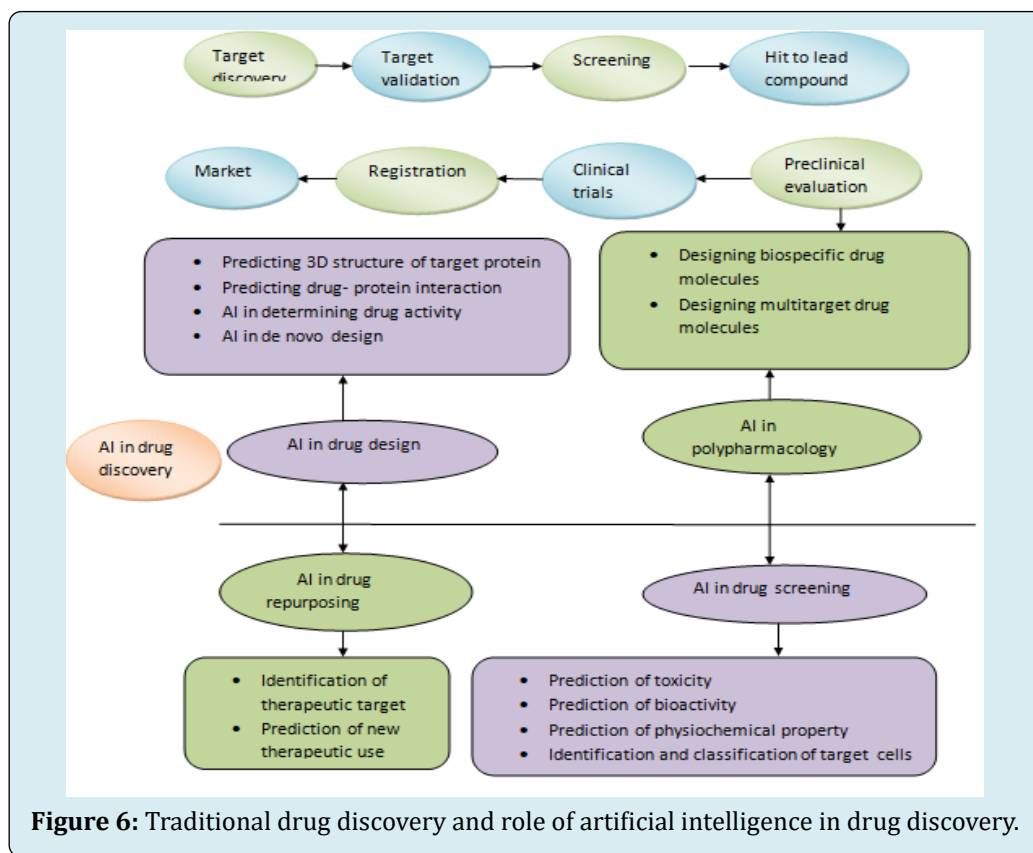 Target
discovery
Target
validation
Screening
Hit to lead
compound
Market
Registration
Clinical
trials
Preclinical
evaluation
• Predicting 3D structure of target protein
• Predicting drug- protein interaction
• AI in determining drug activity
• AI in de novo design
• Designing biospecific drug
molecules
• Designing multitarget drug
molecules
AI in drug
discovery
AI in drug design
AI in
polypharmacology
AI in drug
repurposing
AI in drug screening
• Identification of
therapeutic target
• Prediction of new
therapeutic use
• Prediction of toxicity
• Prediction of bioactivity
• Prediction of physiochemical property
• Identification and classification of target cells
Figure 6: Traditional drug discovery and role of artificial intelligence in drug discovery.